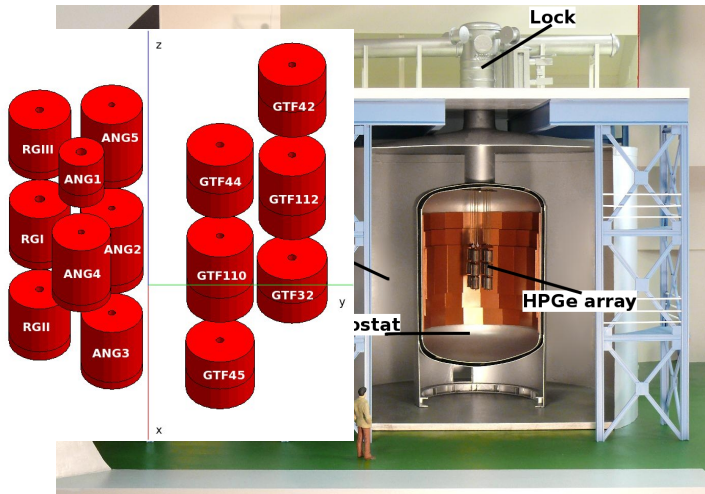 Lock
z
GTF42
RGIII
ANG5
ANG1
GTF44
GTF112
RGI
ANG2
ANG4
GTF110
GTF32
y
HPGe array
RGII
ostat
ANG3
GTF45
x